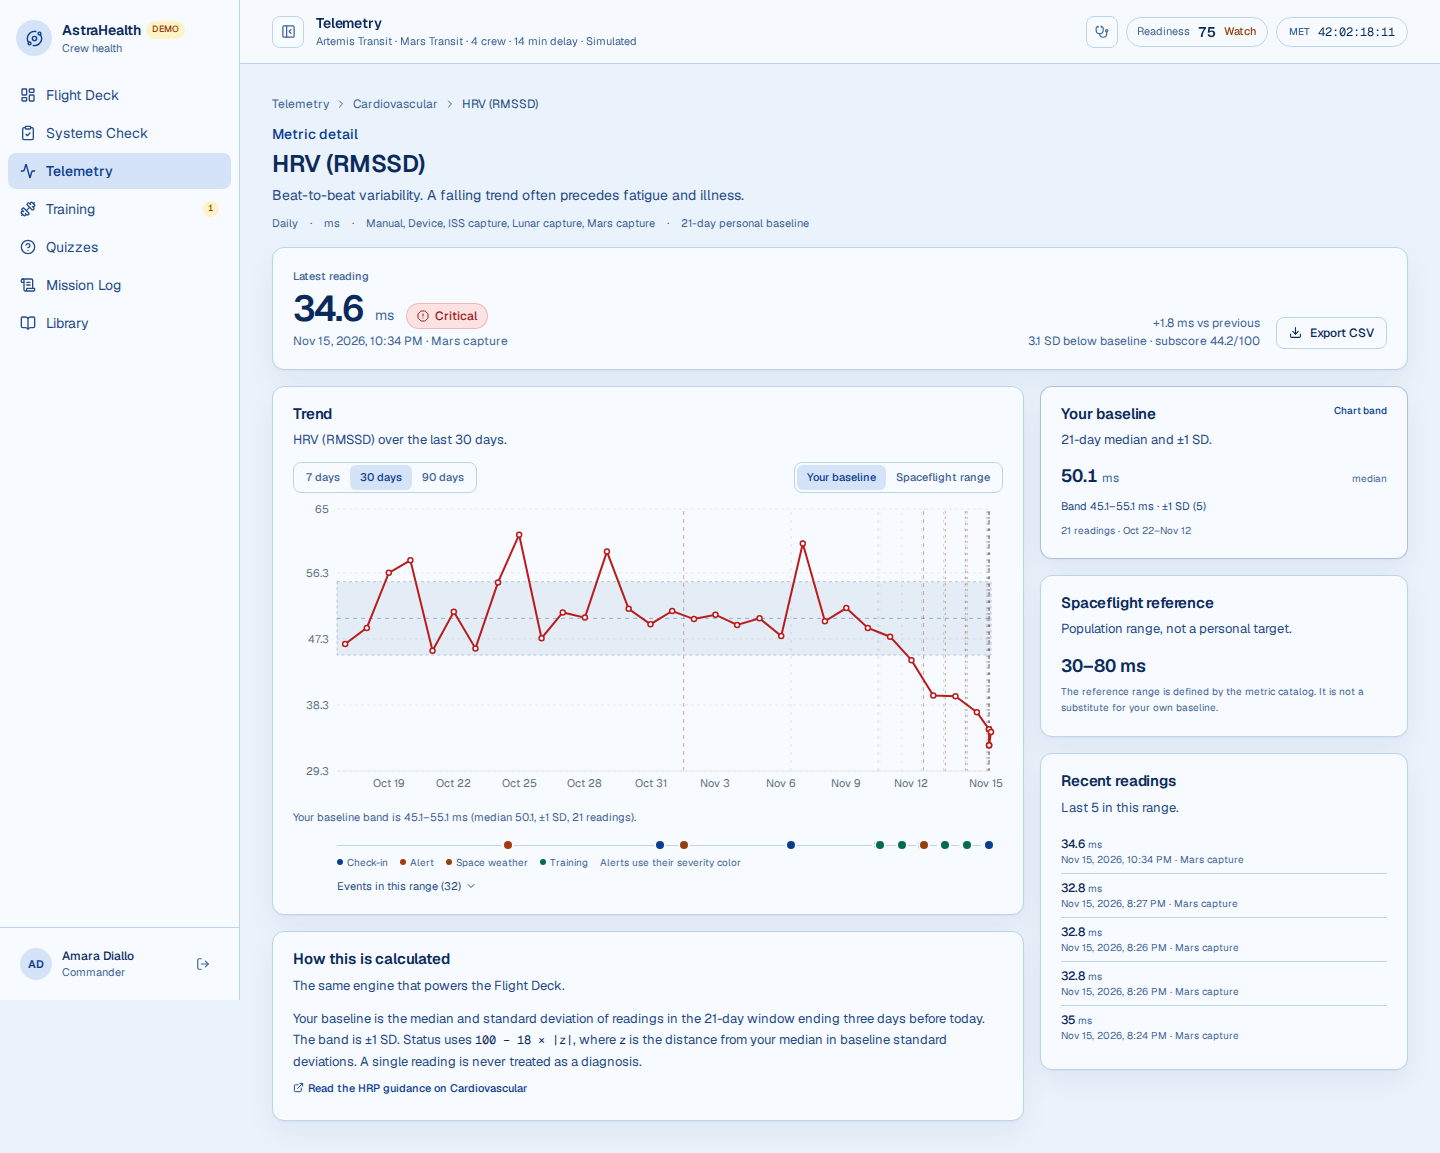 AstraHealth DEMO
Crew health
Flight Deck
Systems Check
Telemetry
Training 1
Quizzes
Mission Log
Library
AD
Amara Diallo
Commander
Telemetry
Artemis Transit · Mars Transit · 4 crew · 14 min delay · Simulated
Readiness 75 Watch
MET 42:02:18:11
Telemetry > Cardiovascular > HRV (RMSSD)
Metric detail
HRV (RMSSD)
Beat-to-beat variability. A falling trend often precedes fatigue and illness.
Daily · ms · Manual, Device, ISS capture, Lunar capture, Mars capture · 21-day personal baseline
Latest reading
34.6 ms Critical
Nov 15, 2026, 10:34 PM · Mars capture
+1.8 ms vs previous
3.1 SD below baseline · subscore 44.2/100
Export CSV
Trend
HRV (RMSSD) over the last 30 days.
7 days 30 days 90 days
Your baseline Spaceflight range
65
56.3
47.3
38.3
29.3
Oct 19 Oct 22 Oct 25 Oct 28 Oct 31 Nov 3 Nov 6 Nov 9 Nov 12 Nov 15
Your baseline band is 45.1–55.1 ms (median 50.1, ±1 SD, 21 readings).
Check-in Alert Space weather Training Alerts use their severity color
Events in this range (32)
How this is calculated
The same engine that powers the Flight Deck.
Your baseline is the median and standard deviation of readings in the 21-day window ending three days before today.
The band is ±1 SD. Status uses 100 − 18 × |z|, where z is the distance from your median in baseline standard
deviations. A single reading is never treated as a diagnosis.
Read the HRP guidance on Cardiovascular
Your baseline
Chart band
21-day median and ±1 SD.
50.1 ms
median
Band 45.1–55.1 ms · ±1 SD (5)
21 readings · Oct 22–Nov 12
Spaceflight reference
Population range, not a personal target.
30–80 ms
The reference range is defined by the metric catalog. It is not a
substitute for your own baseline.
Recent readings
Last 5 in this range.
34.6 ms
Nov 15, 2026, 10:34 PM · Mars capture
32.8 ms
Nov 15, 2026, 8:27 PM · Mars capture
32.8 ms
Nov 15, 2026, 8:26 PM · Mars capture
32.8 ms
Nov 15, 2026, 8:26 PM · Mars capture
35 ms
Nov 15, 2026, 8:24 PM · Mars capture